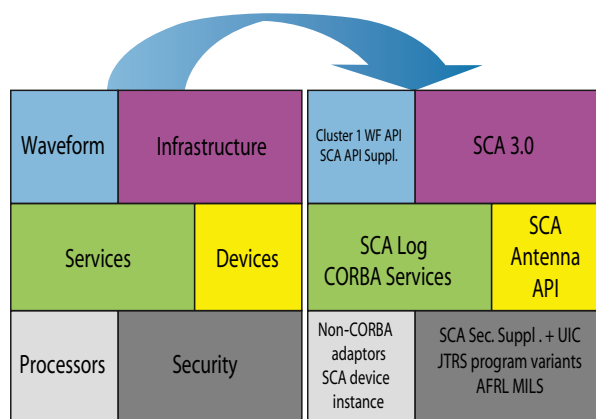 Waveform
Infrastructure
Cluster 1 WF API
SCA API Suppl.
SCA 3.0
Services
Devices
SCA Log
CORBA Services
SCA
Antenna
API
Processors
Security
Non-CORBA
adaptors
SCA device
instance
SCA Sec. Suppl . + UIC
JTRS program variants
AFRL MILS